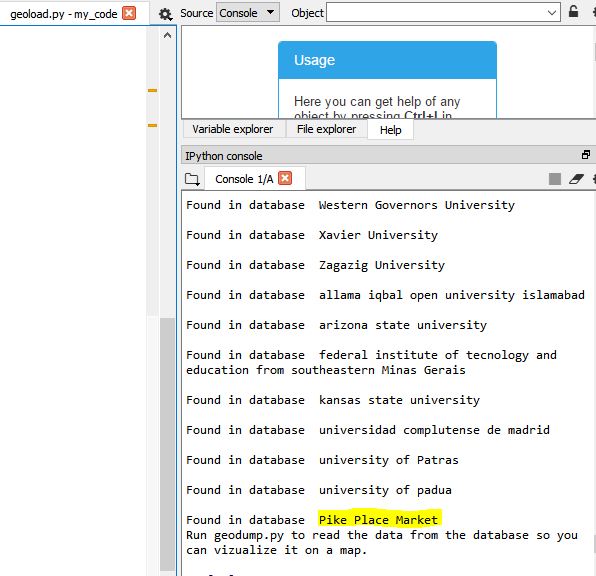 geoload.py - my_code
Source Console Object
Usage
Here you can get help of any
object by pressing Ctrl+I in
Variable explorer File explorer Help
IPython console
Console 1/A
Found in database  Western Governors University
Found in database  Xavier University
Found in database  Zagazig University
Found in database  allama iqbal open university islamabad
Found in database  arizona state university
Found in database  federal institute of tecnology and
education from southeastern Minas Gerais
Found in database  kansas state university
Found in database  universidad complutense de madrid
Found in database  university of Patras
Found in database  university of padua
Found in database  Pike Place Market
Run geodump.py to read the data from the database so you
can vizualize it on a map.